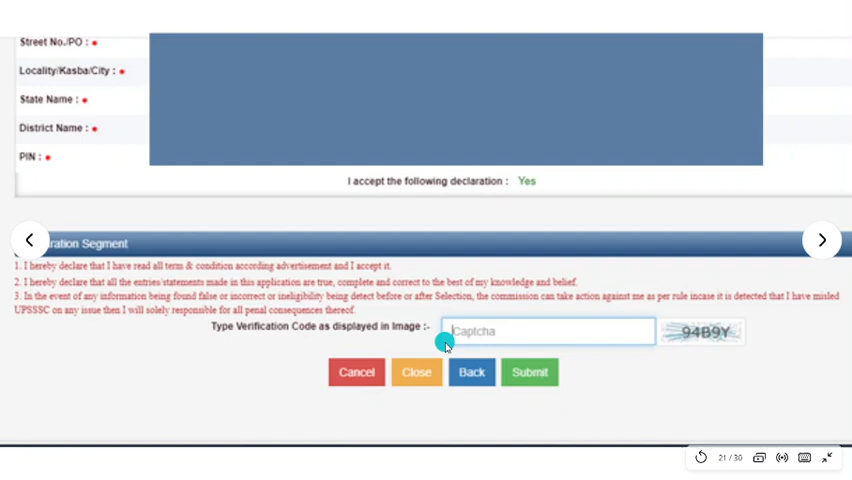 Street No./PO : *
Locality/Kasba/City : *
State Name : *
District Name : *
PIN : *
I accept the following declaration : Yes
ration Segment
1. I hereby declare that I have read all term & condition according advertisement and I accept it.
2. I hereby declare that all the entries/statements made in this application are true, complete and correct to the best of my knowledge and belief.
3. In the event of any information being found false or incorrect or ineligibility being detect before or after Selection, the commission can take action against me as per rule incase it is detected that I have misled
UPSSSC on any issue then I will solely responsible for all penal consequences thereof.
Type Verification Code as displayed in Image :- Captcha 94B9Y
Cancel Close Back Submit
21 / 30